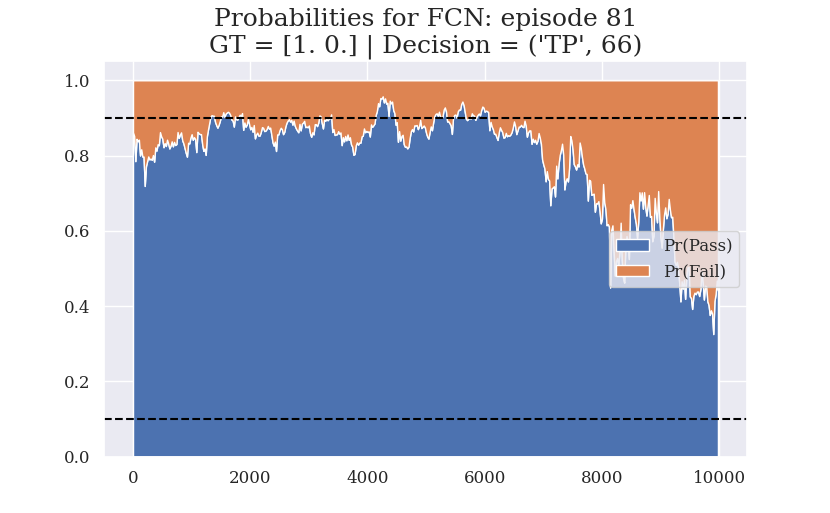 Probabilities for FCN: episode 81
GT = [1. 0.] | Decision = ('TP', 66)
1.0
0.8
0.6
0.4
0.2
0.0
Pr(Pass)
Pr(Fail)
0 2000 4000 6000 8000 10000